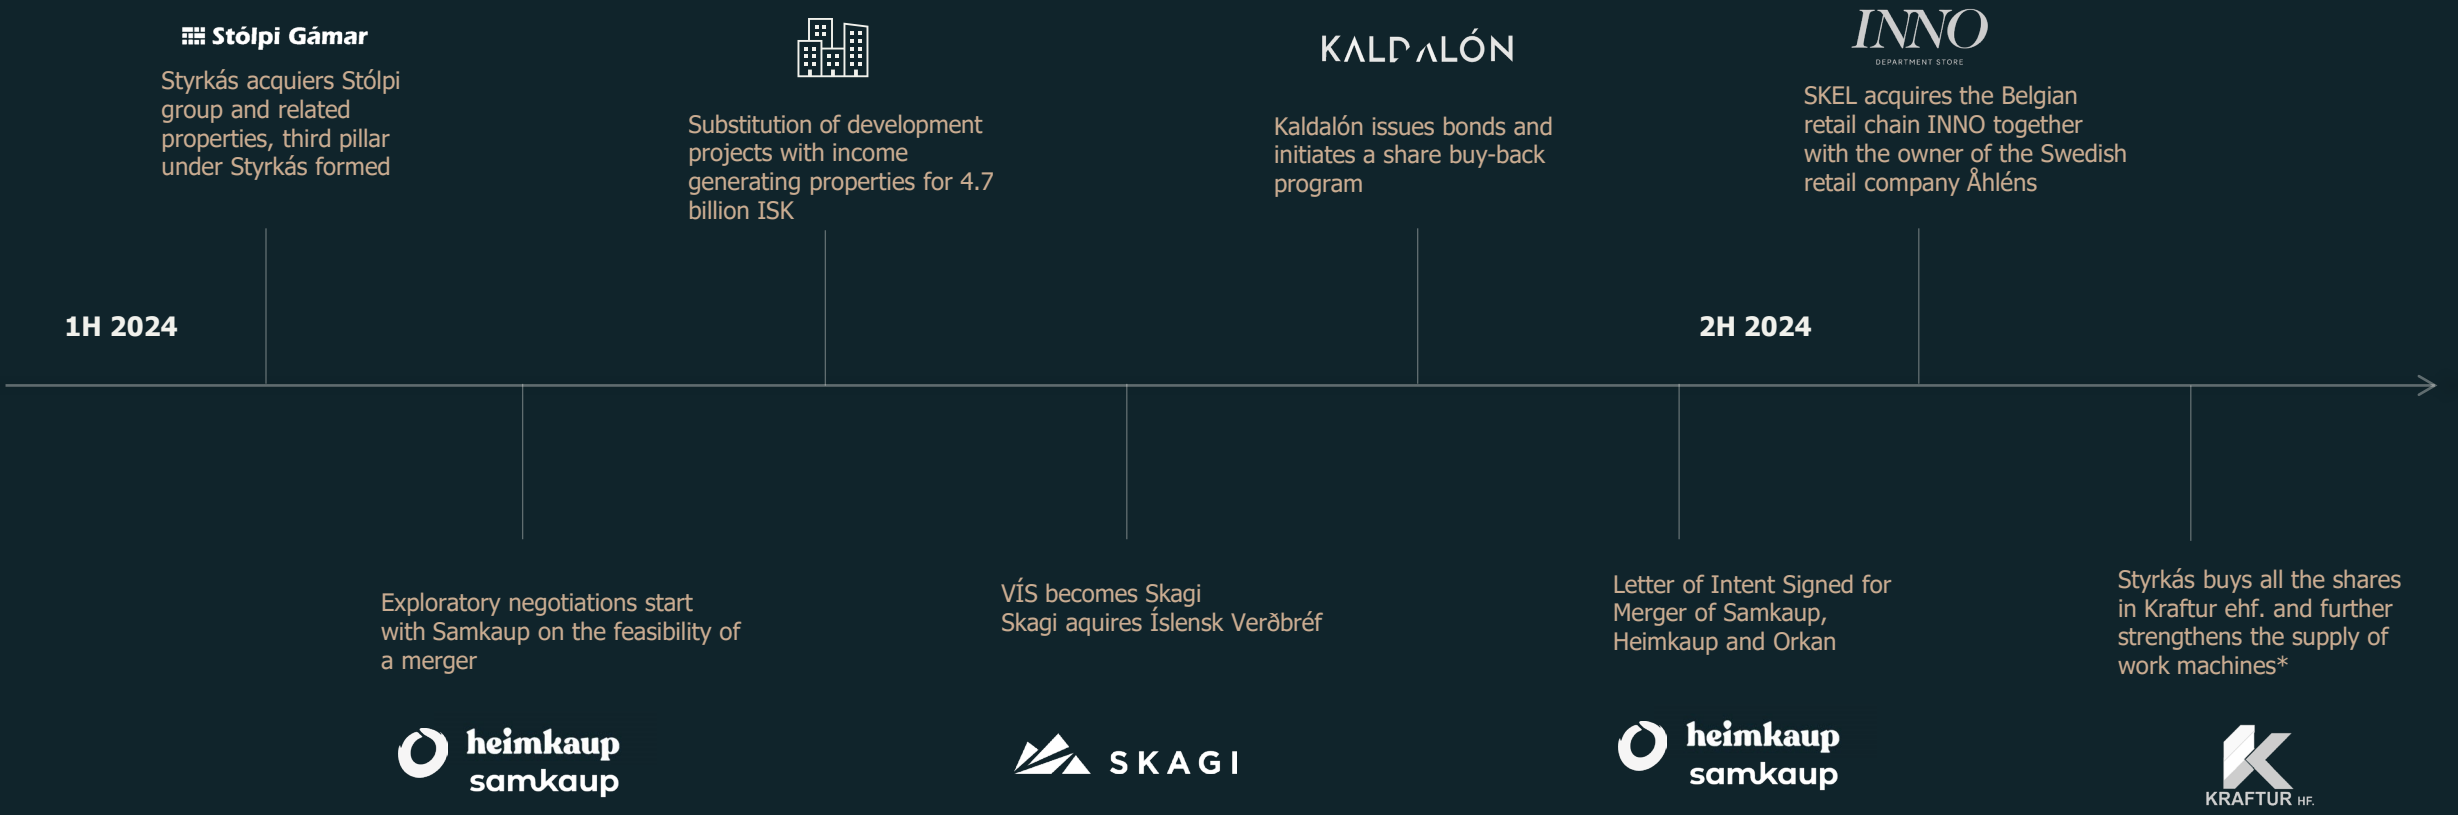 Stólpi Gámar
Styrkás acquiers Stólpi
group and related
properties, third pillar
under Styrkás formed
Substitution of development
projects with income
generating properties for 4.7
billion ISK
KALDALÓN
Kaldalón issues bonds and
initiates a share buy-back
program
INNO
DEPARTMENT STORE
SKEL acquires the Belgian
retail chain INNO together
with the owner of the Swedish
retail company Åhléns
1H 2024
2H 2024
Exploratory negotiations start
with Samkaup on the feasibility of
a merger
heimkaup
samkaup
VÍS becomes Skagi
Skagi aquires Íslensk Verðbréf
SKAGI
Letter of Intent Signed for
Merger of Samkaup,
Heimkaup and Orkan
heimkaup
samkaup
Styrkás buys all the shares
in Kraftur ehf. and further
strengthens the supply of
work machines*
KRAFTUR HF.